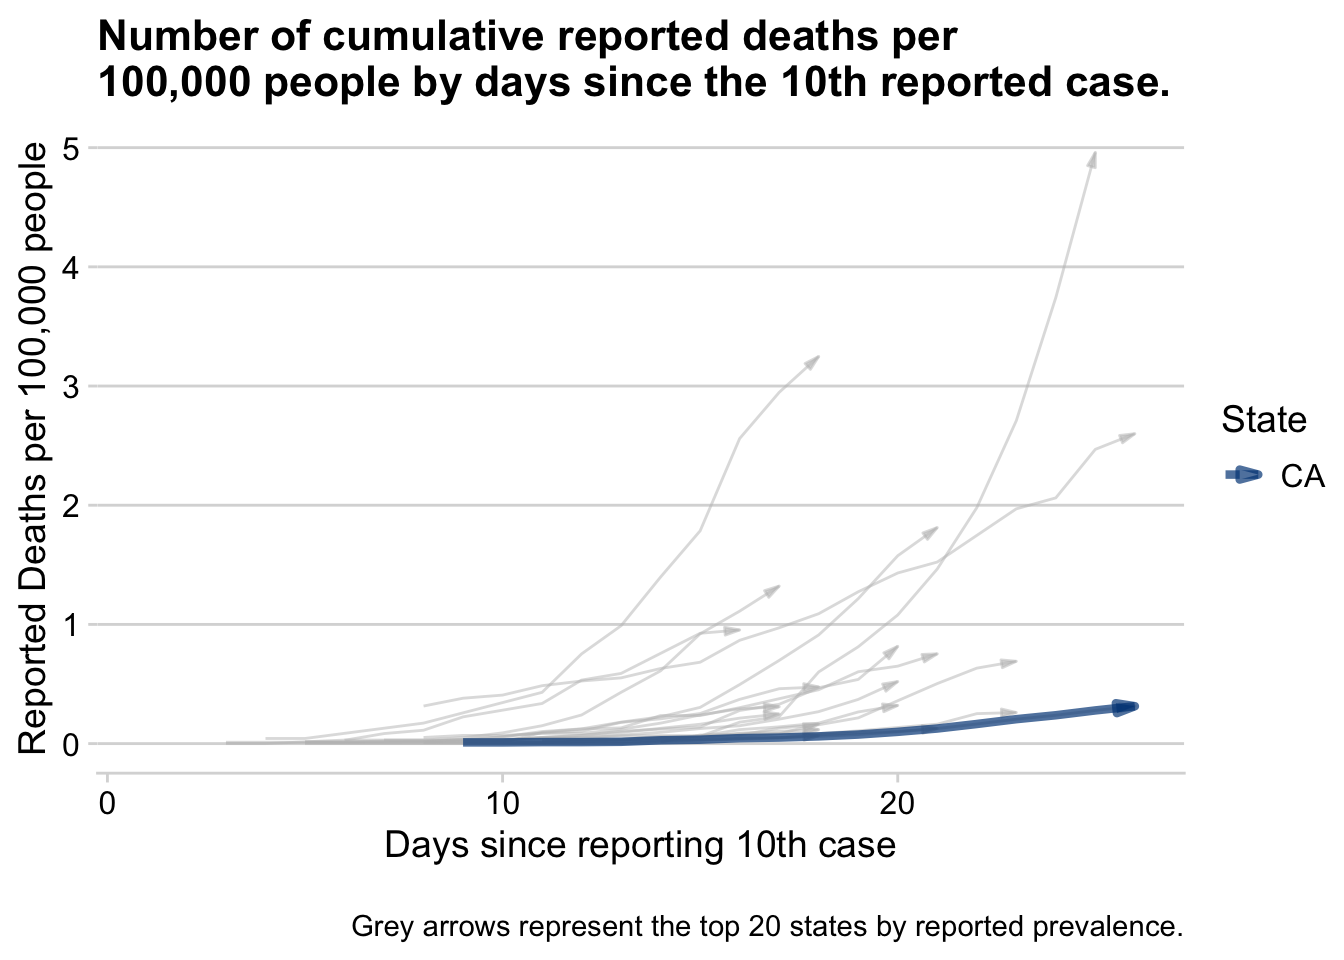 Number of cumulative reported deaths per
100,000 people by days since the 10th reported case.
Reported Deaths per 100,000 people
5
4
3
2
1
0
0 10 20
Days since reporting 10th case
State
CA
Grey arrows represent the top 20 states by reported prevalence.